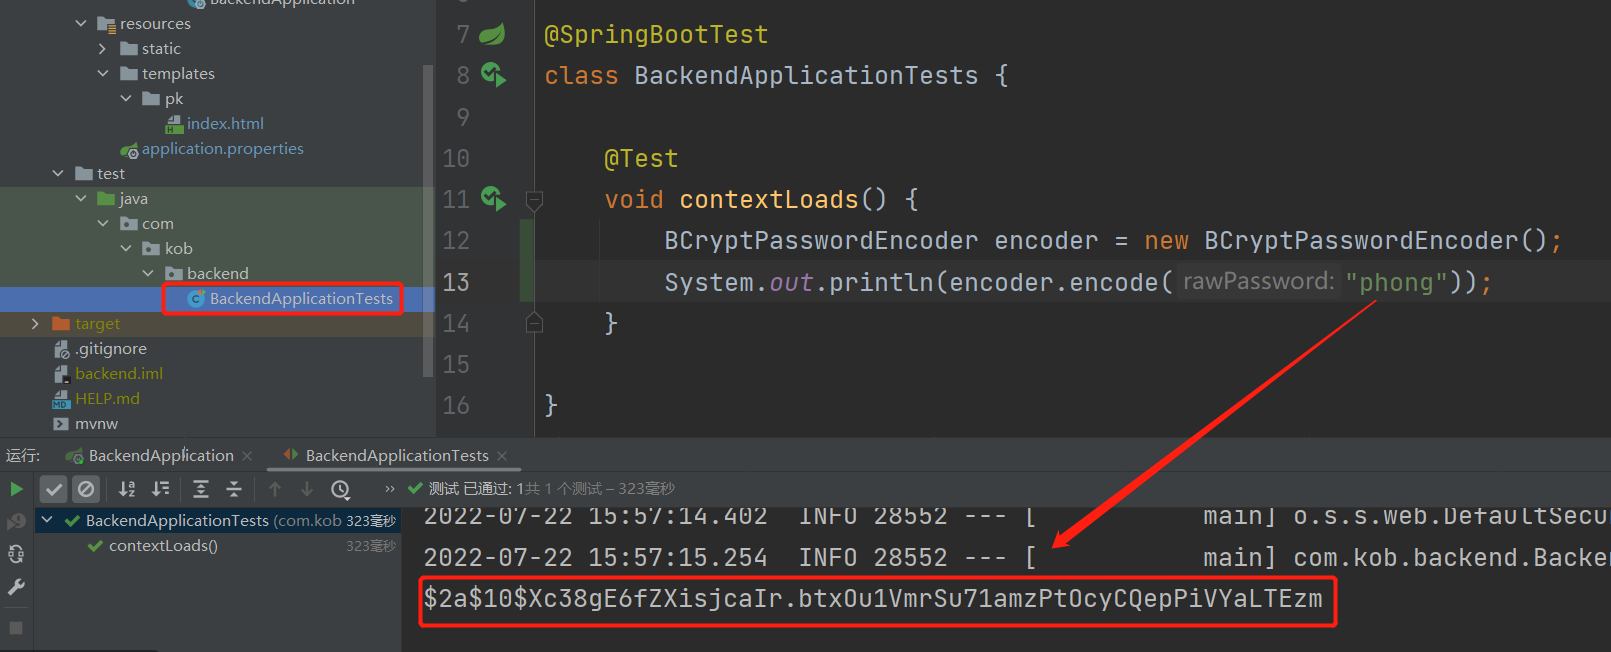 BackendApplication
resources
static
templates
pk
index.html
application.properties
test
java
com
kob
backend
BackendApplicationTests
target
.gitignore
backend.iml
HELP.md
mvnw
7 @SpringBootTest
8 class BackendApplicationTests {
9
10 @Test
11 void contextLoads() {
12 BCryptPasswordEncoder encoder = new BCryptPasswordEncoder();
13 System.out.println(encoder.encode( rawPassword: "phong"));
14 }
15
16 }
运行: BackendApplication × BackendApplicationTests ×
» 测试 已通过: 1共 1 个测试 – 323毫秒
BackendApplicationTests (com.kob 323毫秒
contextLoads() 323毫秒
2022-07-22 15:57:14.402 INFO 28552 --- [ main] o.s.s.web.DefaultSecu
2022-07-22 15:57:15.254 INFO 28552 --- [ main] com.kob.backend.Backe
$2a$10$Xc38gE6fZXisjcaIr.btxOu1VmrSu71amzPtOcyCQepPiVYaLTEzm